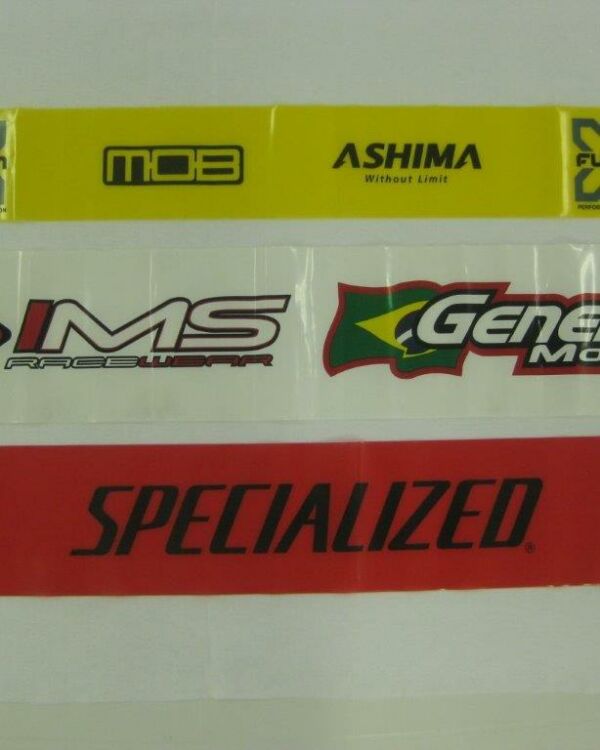 MOB
ASHIMA
Without Limit
IMS
RACEWEAR
SPECIALIZED®